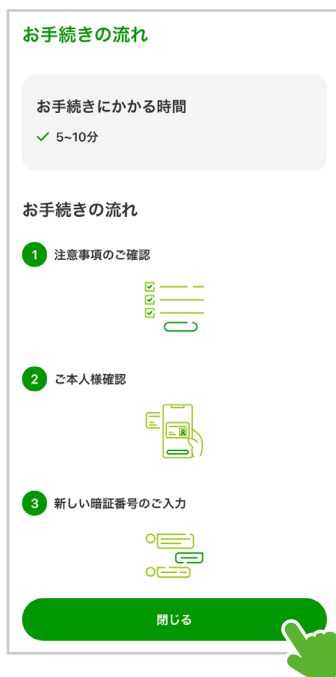 お手続きの流れ
お手続きにかかる時間
5~10分
お手続きの流れ
1 注意事項のご確認
2 ご本人様確認
3 新しい暗証番号のご入力
閉じる